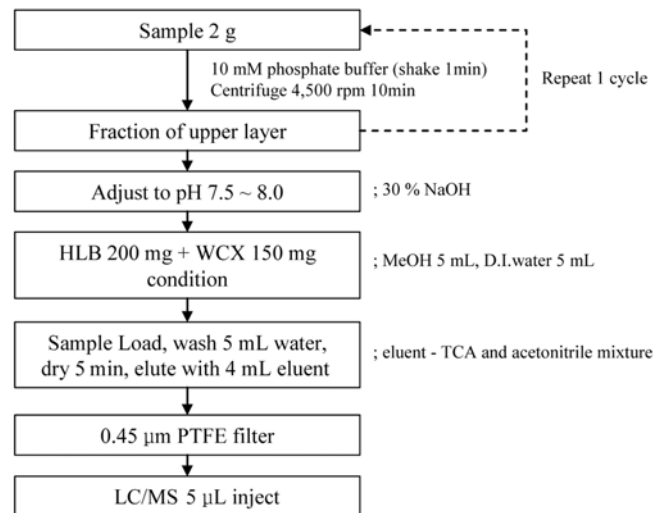 Sample 2 g
10 mM phosphate buffer (shake 1min)
Centrifuge 4,500 rpm 10min
Repeat 1 cycle
Fraction of upper layer
Adjust to pH 7.5 ~ 8.0
; 30 % NaOH
HLB 200 mg + WCX 150 mg
condition
; MeOH 5 mL, D.I.water 5 mL
Sample Load, wash 5 mL water,
dry 5 min, elute with 4 mL eluent
; eluent - TCA and acetonitrile mixture
0.45 µm PTFE filter
LC/MS 5 µL inject